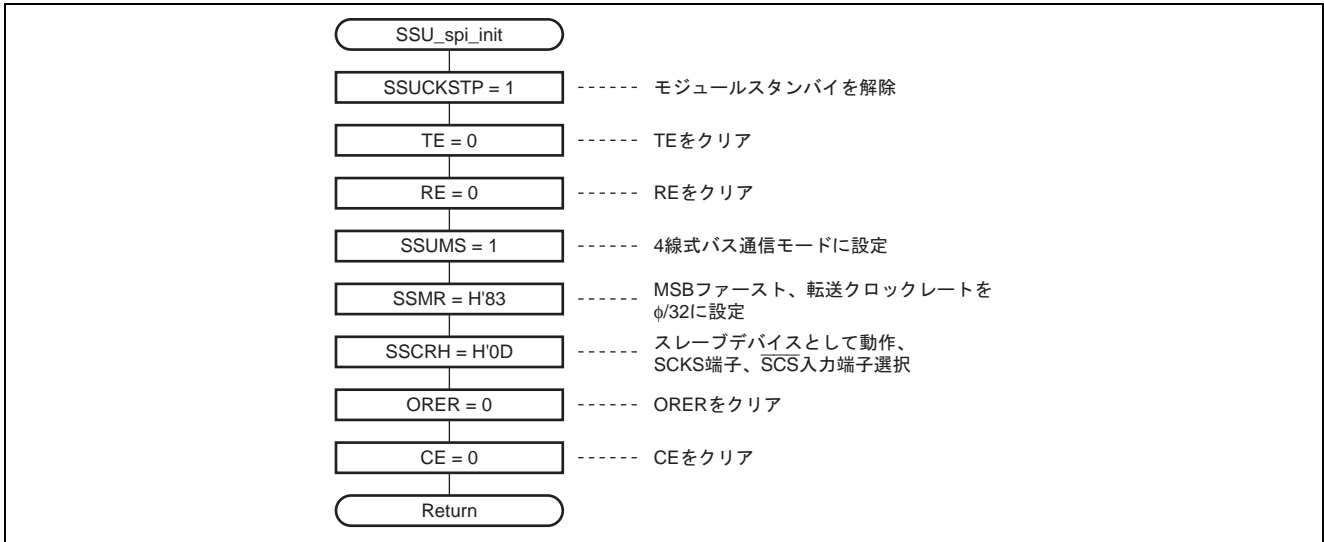 SSU_spi_init
SSUCKSTP = 1 ------ モジュールスタンバイを解除
TE = 0 ------ TEをクリア
RE = 0 ------ REをクリア
SSUMS = 1 ------ 4線式バス通信モードに設定
SSMR = H'83 ------ MSBファースト、転送クロックレートを
φ/32に設定
SSCRH = H'0D ------ スレーブデバイスとして動作、
SCKS端子、S̅C̅S̅入力端子選択
ORER = 0 ------ ORERをクリア
CE = 0 ------ CEをクリア
Return